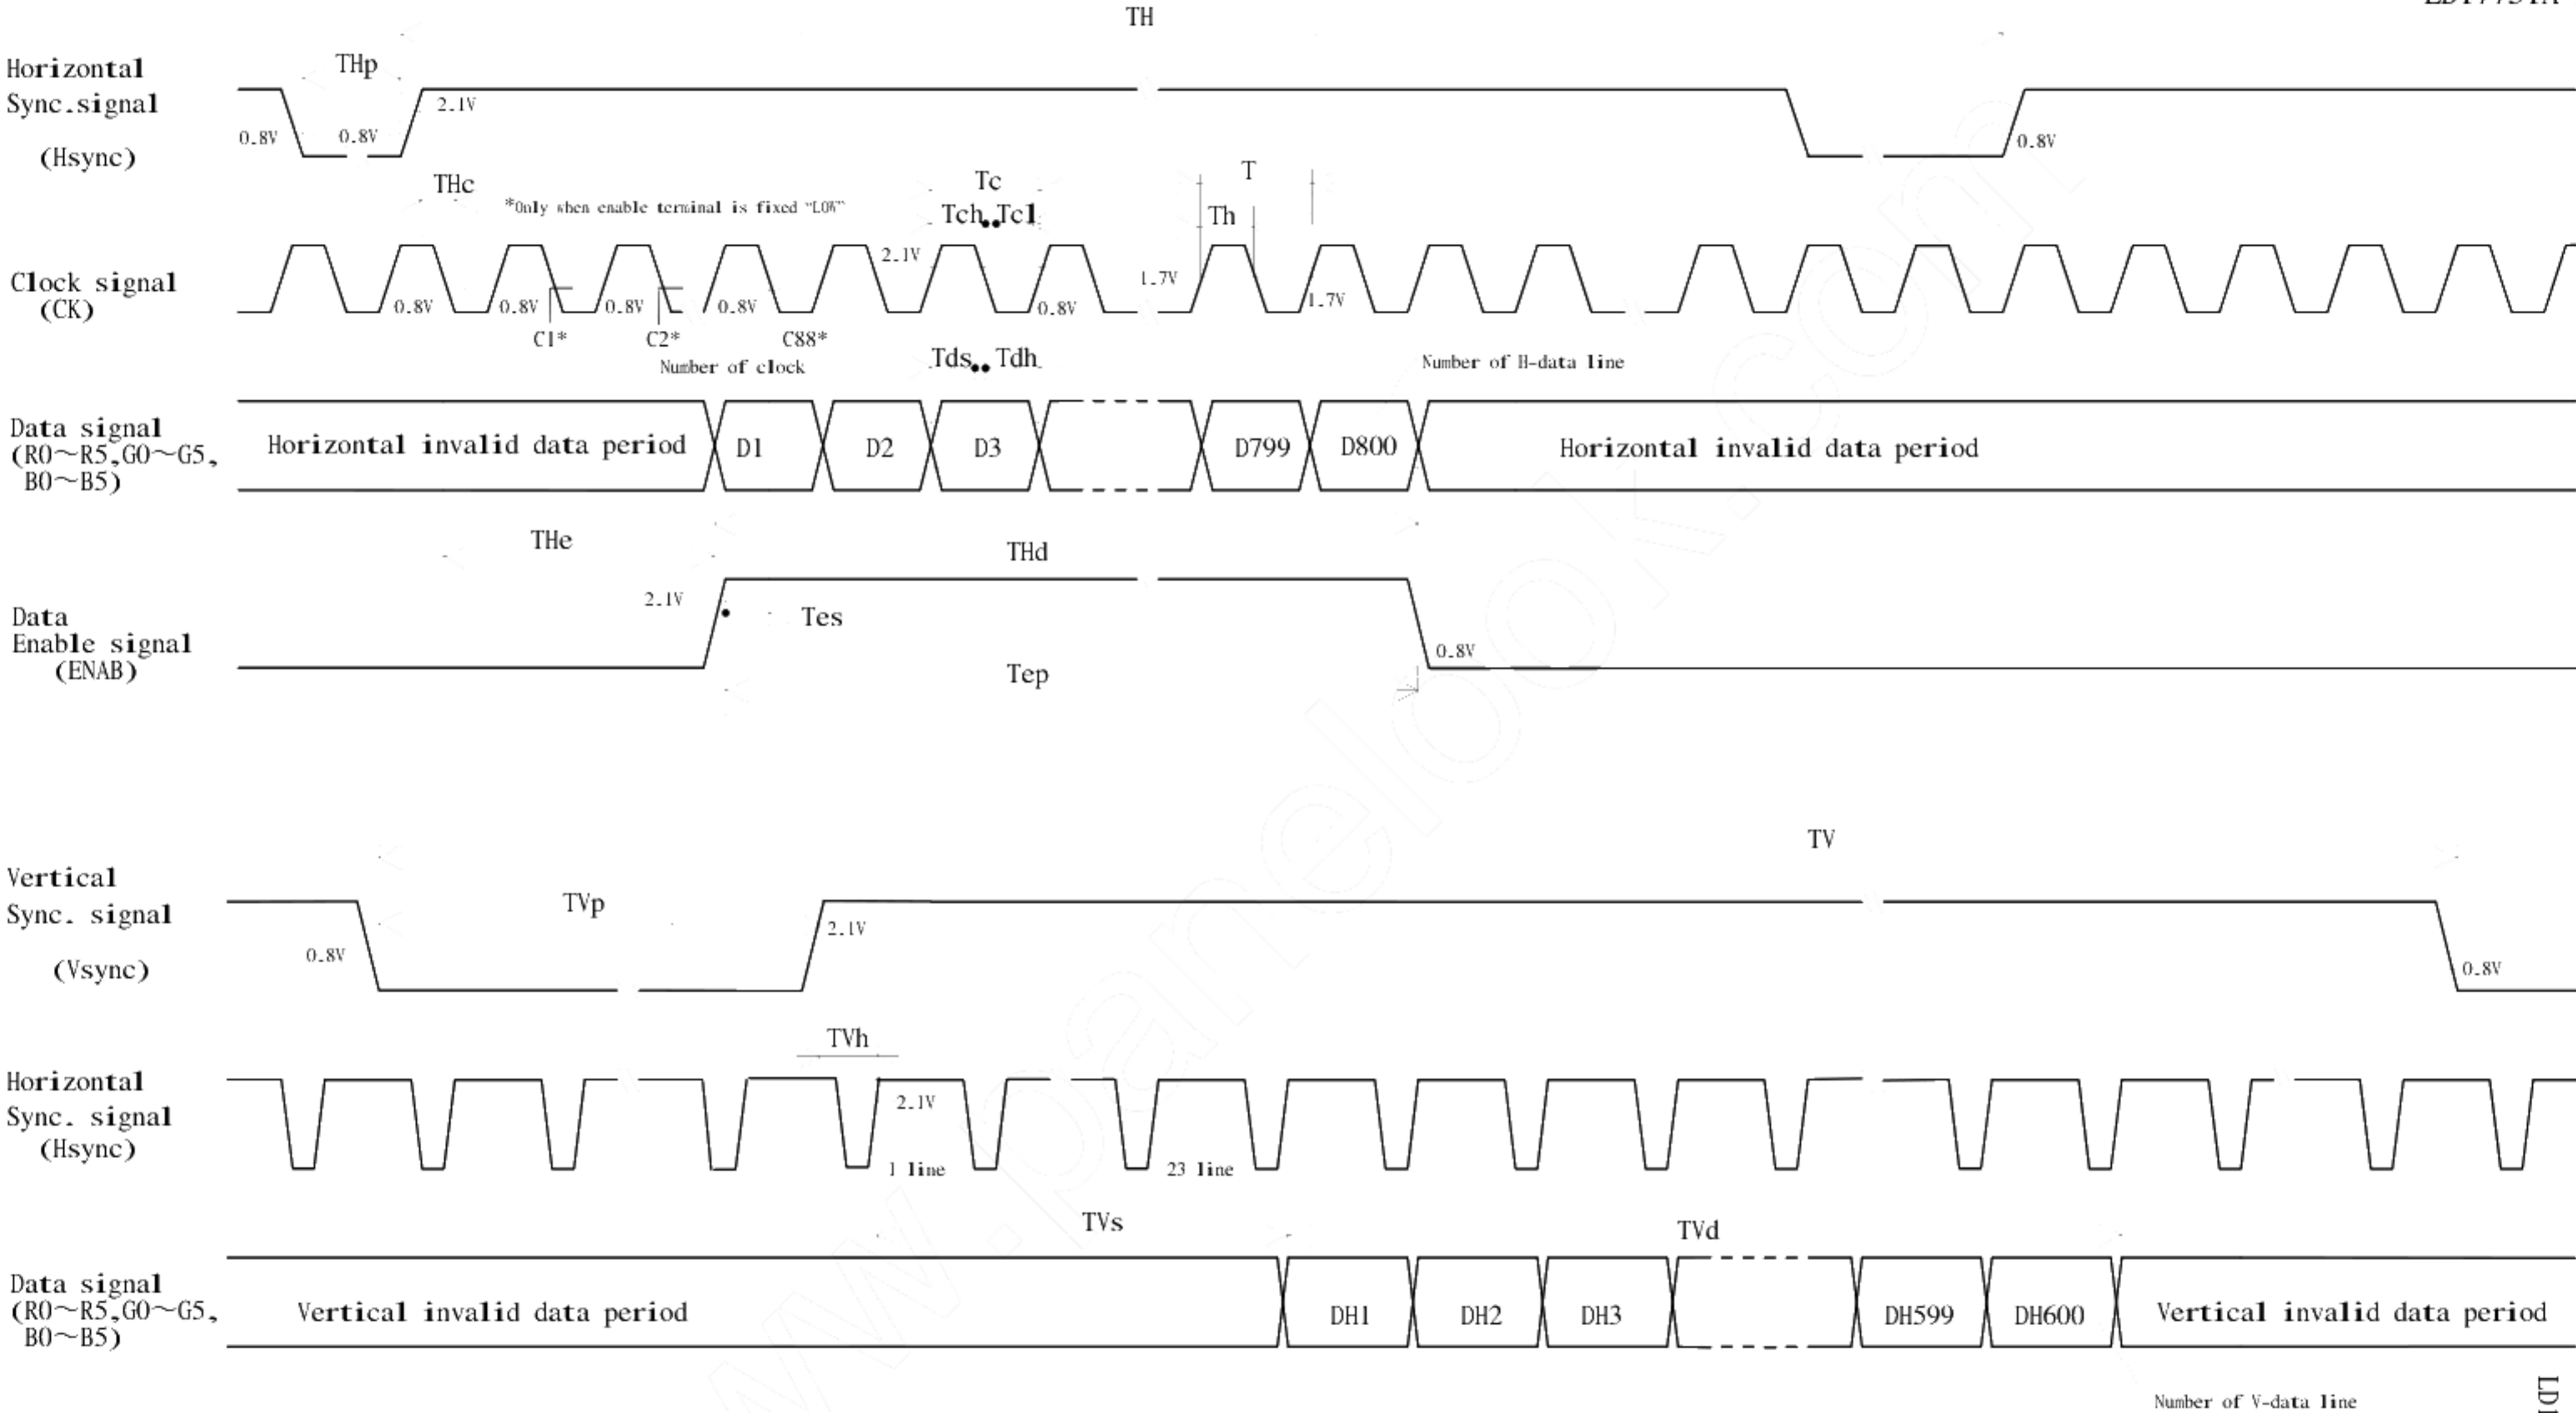 TH
Horizontal
THp
Sync.signal
2.1V
0.8V
0.8V
0.8V
(Hsync)
THc
*Only when enable terminal is fixed "LOW"
Tc
Tch Tcl
T
Th
2.1V
1.7V
Clock signal
(CK)
0.8V
0.8V
0.8V
0.8V
0.8V
1.7V
C1*
C2*
C88*
Number of clock
Tds Tdh
Number of H-data line
Data signal
(R0~R5,G0~G5,
B0~B5)
Horizontal invalid data period
D1
D2
D3
D799
D800
Horizontal invalid data period
THe
THd
2.1V
Tes
Data
Enable signal
(ENAB)
0.8V
Tep
TV
Vertical
Sync. signal
TVp
2.1V
0.8V
0.8V
(Vsync)
TVh
Horizontal
Sync. signal
(Hsync)
2.1V
1 line
23 line
TVs
TVd
Data signal
(R0~R5,G0~G5,
B0~B5)
Vertical invalid data period
DH1
DH2
DH3
DH599
DH600
Vertical invalid data period
Number of V-data line
www.panelook.com